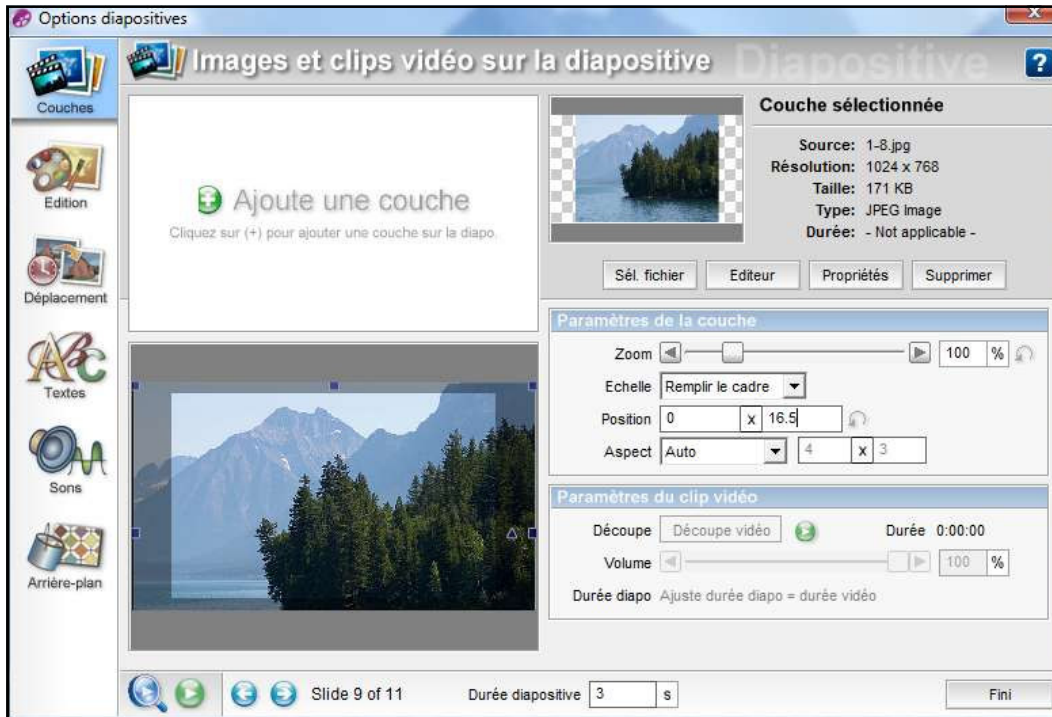 Options diapositives
x
Couches
Edition
Déplacement
ABC
Textes
Sons
Arrière-plan
Images et clips vidéo sur la diapositive
Diapositive
?
Ajoute une couche
Cliquez sur (+) pour ajouter une couche sur la diapo.
Couche sélectionnée
Source: 1-8.jpg
Résolution: 1024 x 768
Taille: 171 KB
Type: JPEG Image
Durée: - Not applicable -
Sél. fichier Editeur Propriétés Supprimer
Paramètres de la couche
Zoom 100 %
Echelle Remplir le cadre
Position 0 x 16.5
Aspect Auto 4 x 3
Paramètres du clip vidéo
Découpe Découpe vidéo Durée 0:00:00
Volume 100 %
Durée diapo Ajuste durée diapo = durée vidéo
Slide 9 of 11 Durée diapositive 3 s Fini